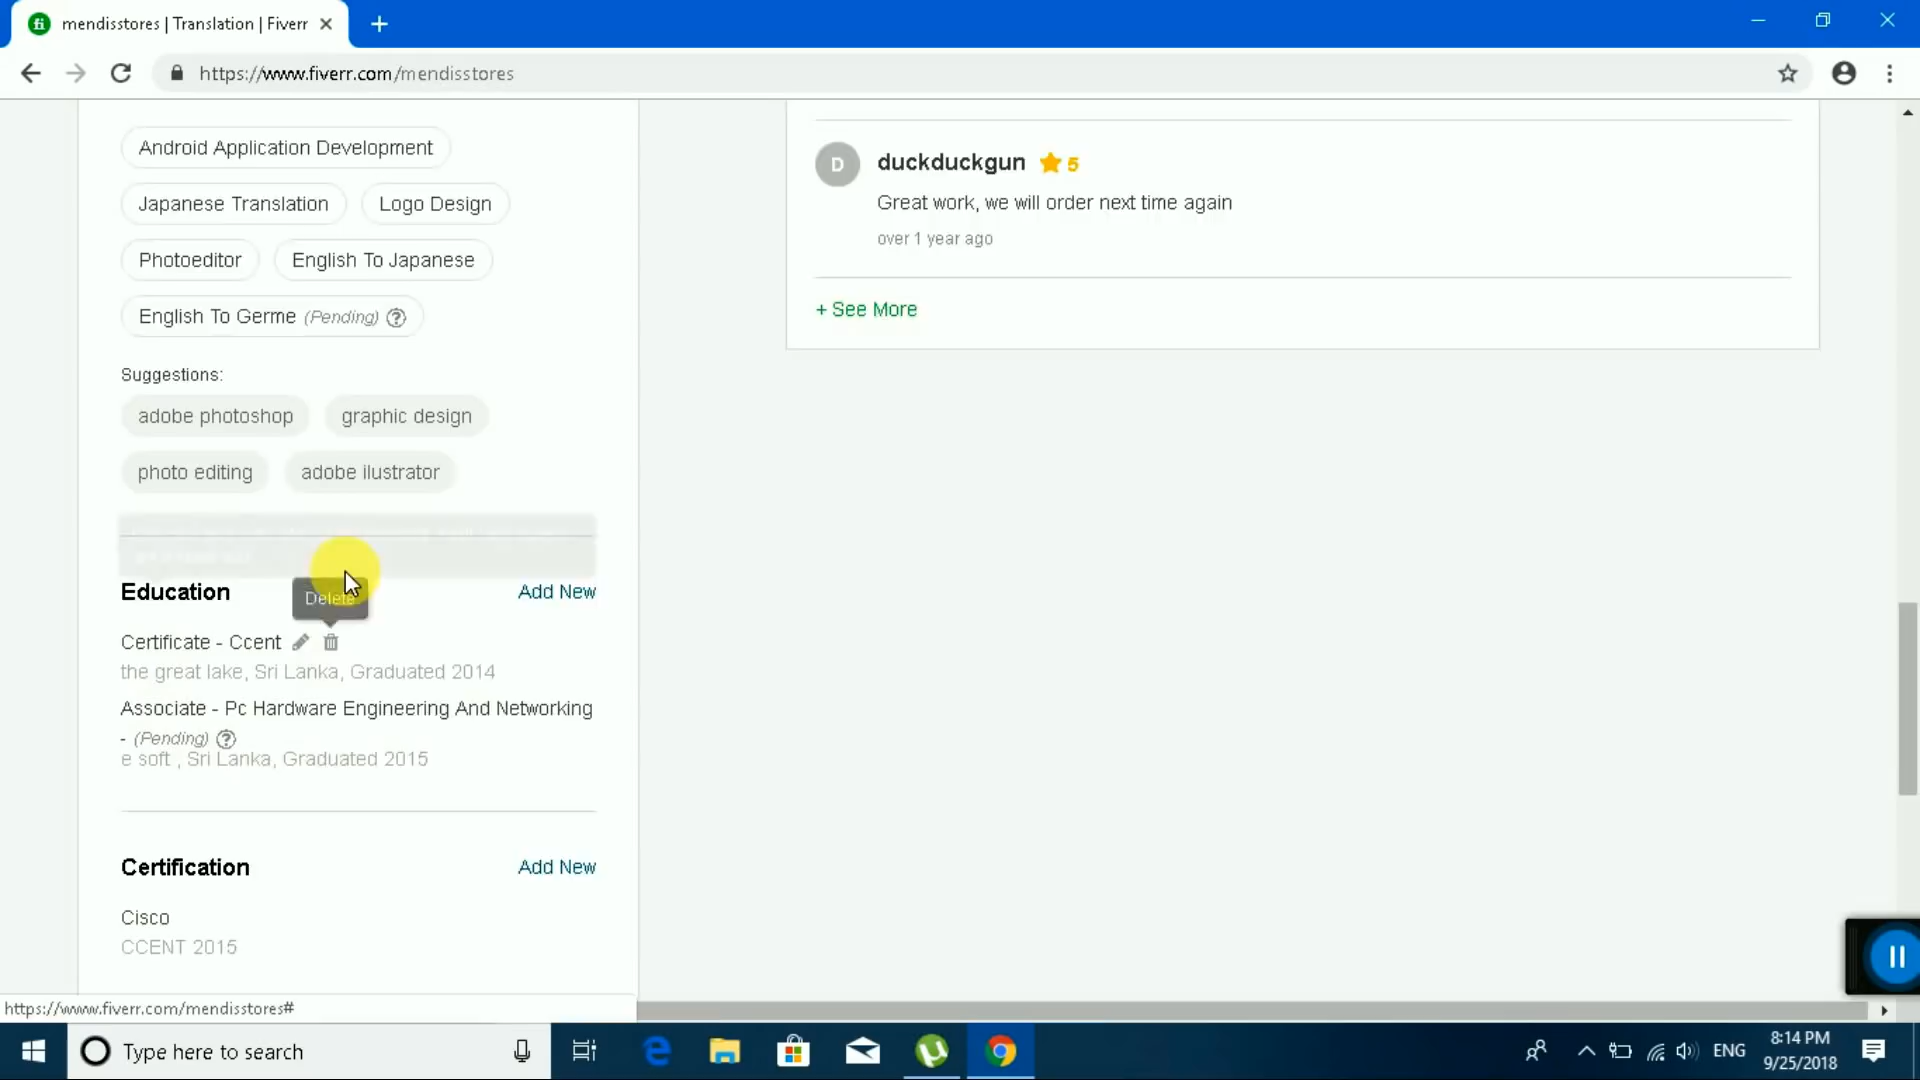 mendisstores | Translation | Fiverr
https://www.fiverr.com/mendisstores
Android Application Development
Japanese Translation
Logo Design
Photoeditor
English To Japanese
English To Germe (Pending)
Suggestions:
adobe photoshop
graphic design
photo editing
adobe ilustrator
Education
Delete
Add New
Certificate - Ccent
the great lake, Sri Lanka, Graduated 2014
Associate - Pc Hardware Engineering And Networking
- (Pending)
e soft , Sri Lanka, Graduated 2015
Certification
Add New
Cisco
CCENT 2015
D
duckduckgun
5
Great work, we will order next time again
over 1 year ago
+ See More
https://www.fiverr.com/mendisstores#
Type here to search
ENG
8:14 PM
9/25/2018